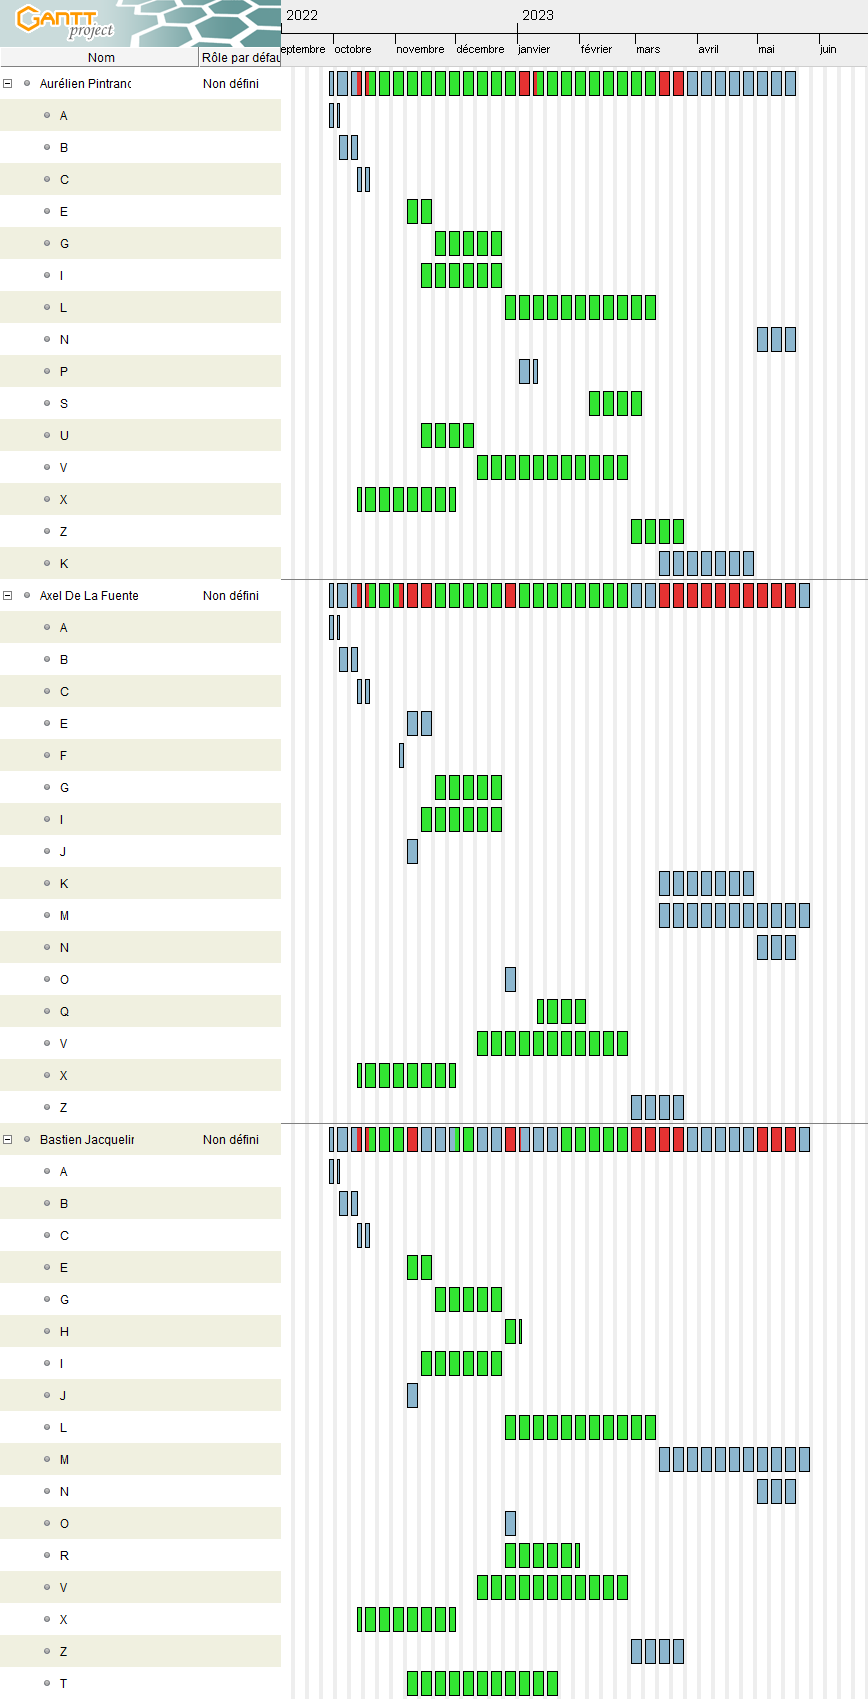 GANTT
project
2022
2023
Nom
Rôle par défau
eptembre
octobre
novembre
décembre
janvier
février
mars
avril
mai
juin
Aurélien Pintranc
Non défini
A
B
C
E
G
I
L
N
P
S
U
V
X
Z
K
Axel De La Fuente
Non défini
A
B
C
E
F
G
I
J
K
M
N
O
Q
V
X
Z
Bastien Jacquelin
Non défini
A
B
C
E
G
H
I
J
L
M
N
O
R
V
X
Z
T